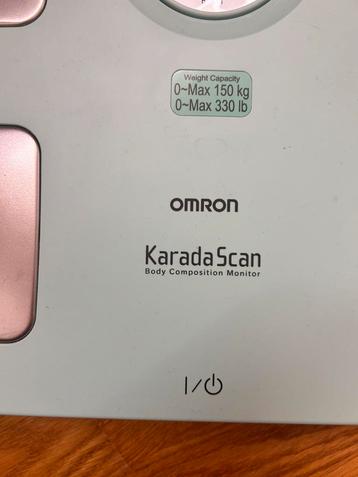 Weight Capacity
0~Max 150 kg
0~Max 330 lb
OMRON
KaradaScan
Body Composition Monitor